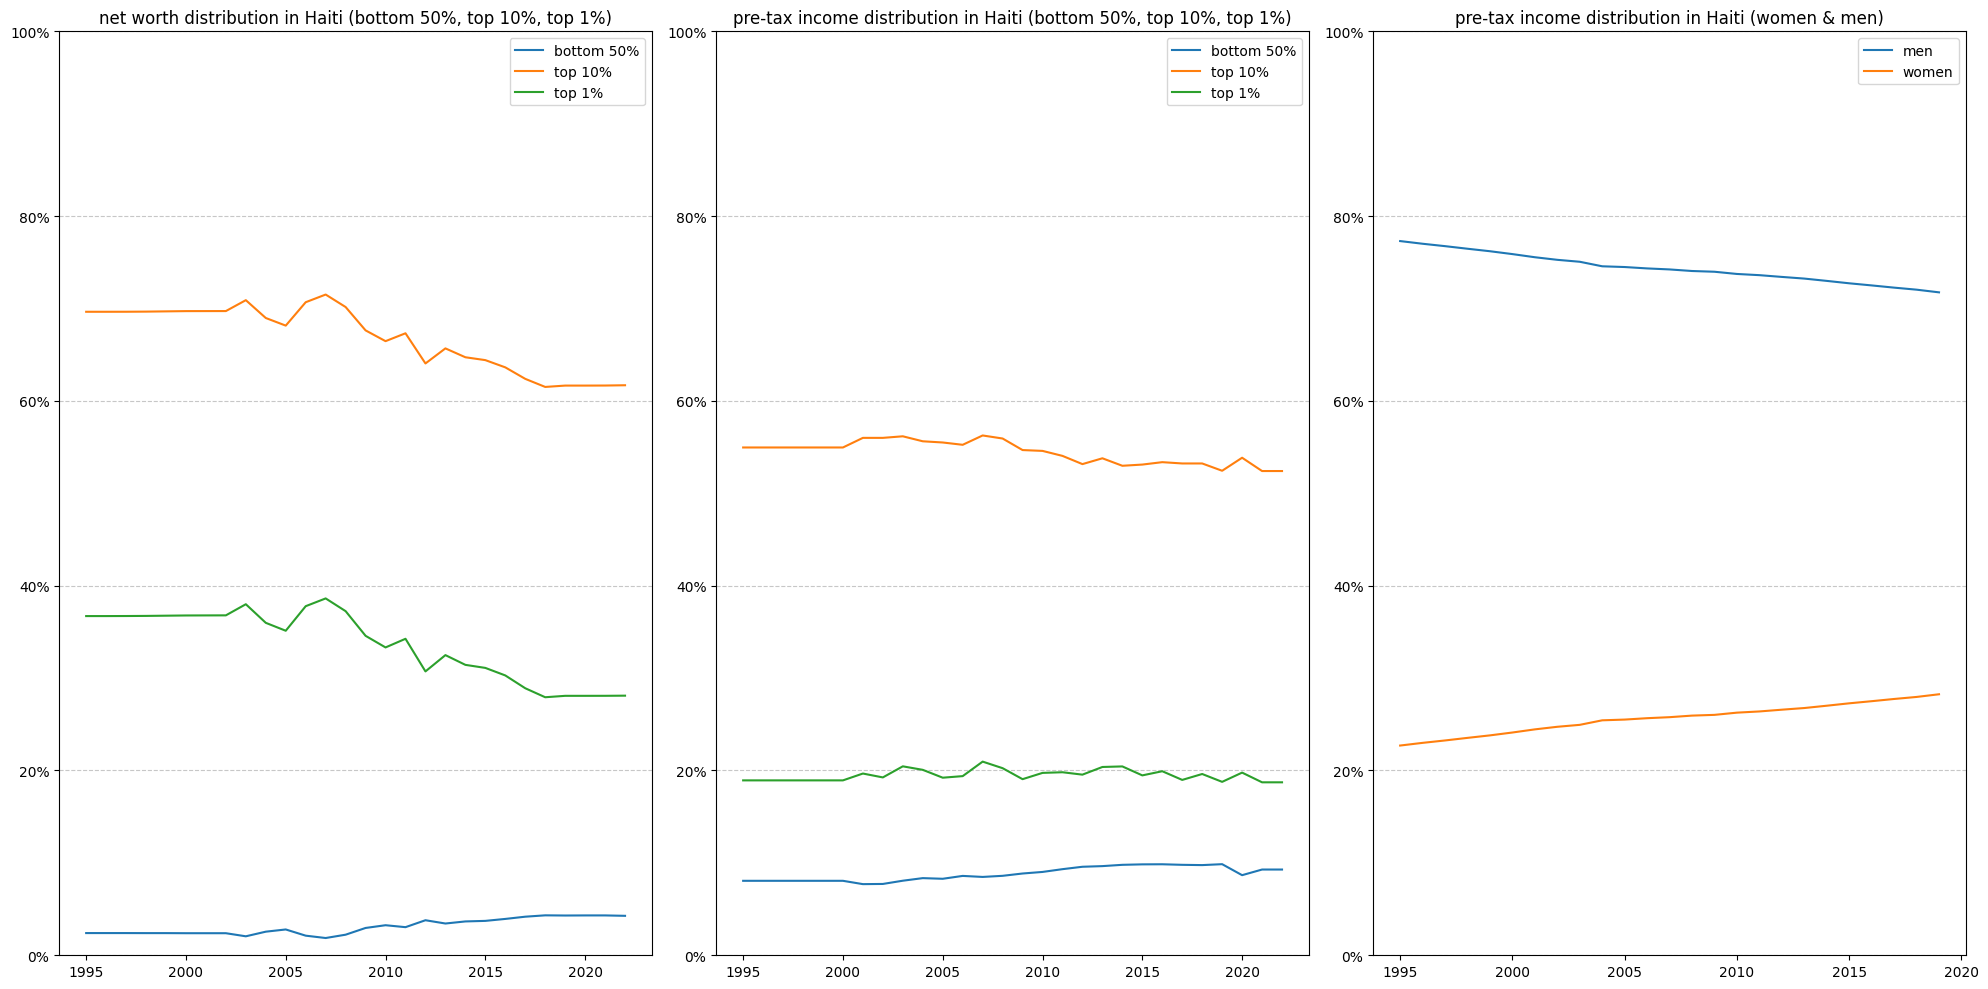 net worth distribution in Haiti (bottom 50%, top 10%, top 1%)
100%
80%
60%
40%
20%
0%
1995 2000 2005 2010 2015 2020
bottom 50%
top 10%
top 1%
pre-tax income distribution in Haiti (bottom 50%, top 10%, top 1%)
100%
80%
60%
40%
20%
0%
1995 2000 2005 2010 2015 2020
bottom 50%
top 10%
top 1%
pre-tax income distribution in Haiti (women & men)
100%
80%
60%
40%
20%
0%
1995 2000 2005 2010 2015 2020
men
women